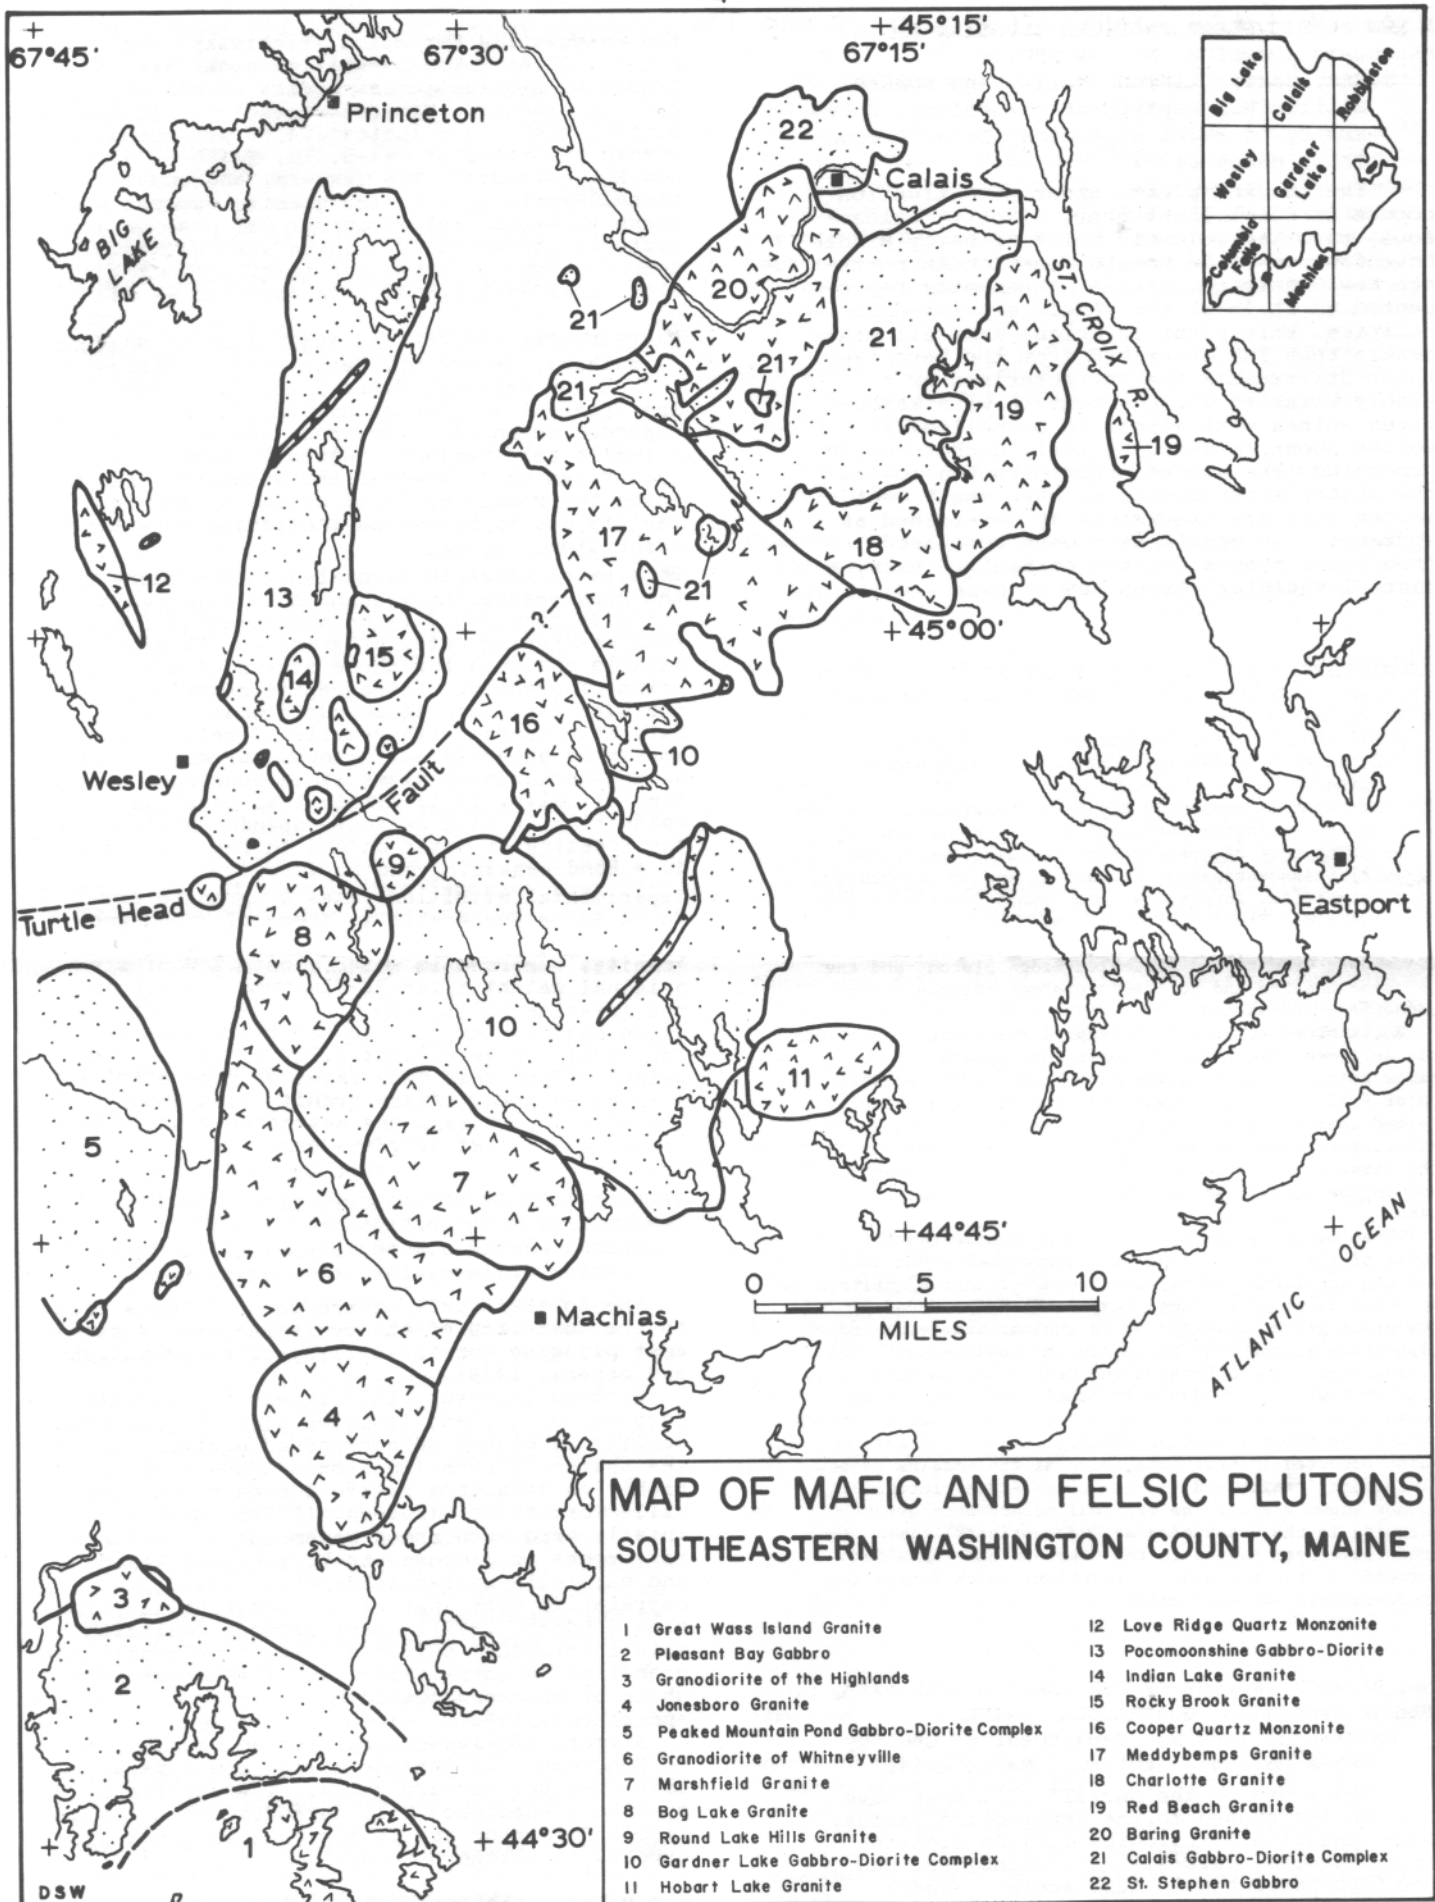 45°15'
67°45'
67°30'
67°15'
Princeton
22
Calais
BIG
LAKE
Big Lake
Calais
Robbinston
Wesley
Gardner
Lake
Columbia
Falls
Machias
20
21
21
21
21
ST. CROIX R.
19
19
12
13
17
18
21
45°00'
14
15
16
10
Wesley
Fault
?
9
Turtle Head
8
Eastport
10
11
5
7
44°45'
6
0 5 10
MILES
Machias
ATLANTIC OCEAN
4
3
2
1
44°30'
DSW
MAP OF MAFIC AND FELSIC PLUTONS
SOUTHEASTERN WASHINGTON COUNTY, MAINE
1 Great Wass Island Granite
2 Pleasant Bay Gabbro
3 Granodiorite of the Highlands
4 Jonesboro Granite
5 Peaked Mountain Pond Gabbro-Diorite Complex
6 Granodiorite of Whitneyville
7 Marshfield Granite
8 Bog Lake Granite
9 Round Lake Hills Granite
10 Gardner Lake Gabbro-Diorite Complex
11 Hobart Lake Granite
12 Love Ridge Quartz Monzonite
13 Pocomoonshine Gabbro-Diorite
14 Indian Lake Granite
15 Rocky Brook Granite
16 Cooper Quartz Monzonite
17 Meddybemps Granite
18 Charlotte Granite
19 Red Beach Granite
20 Baring Granite
21 Calais Gabbro-Diorite Complex
22 St. Stephen Gabbro